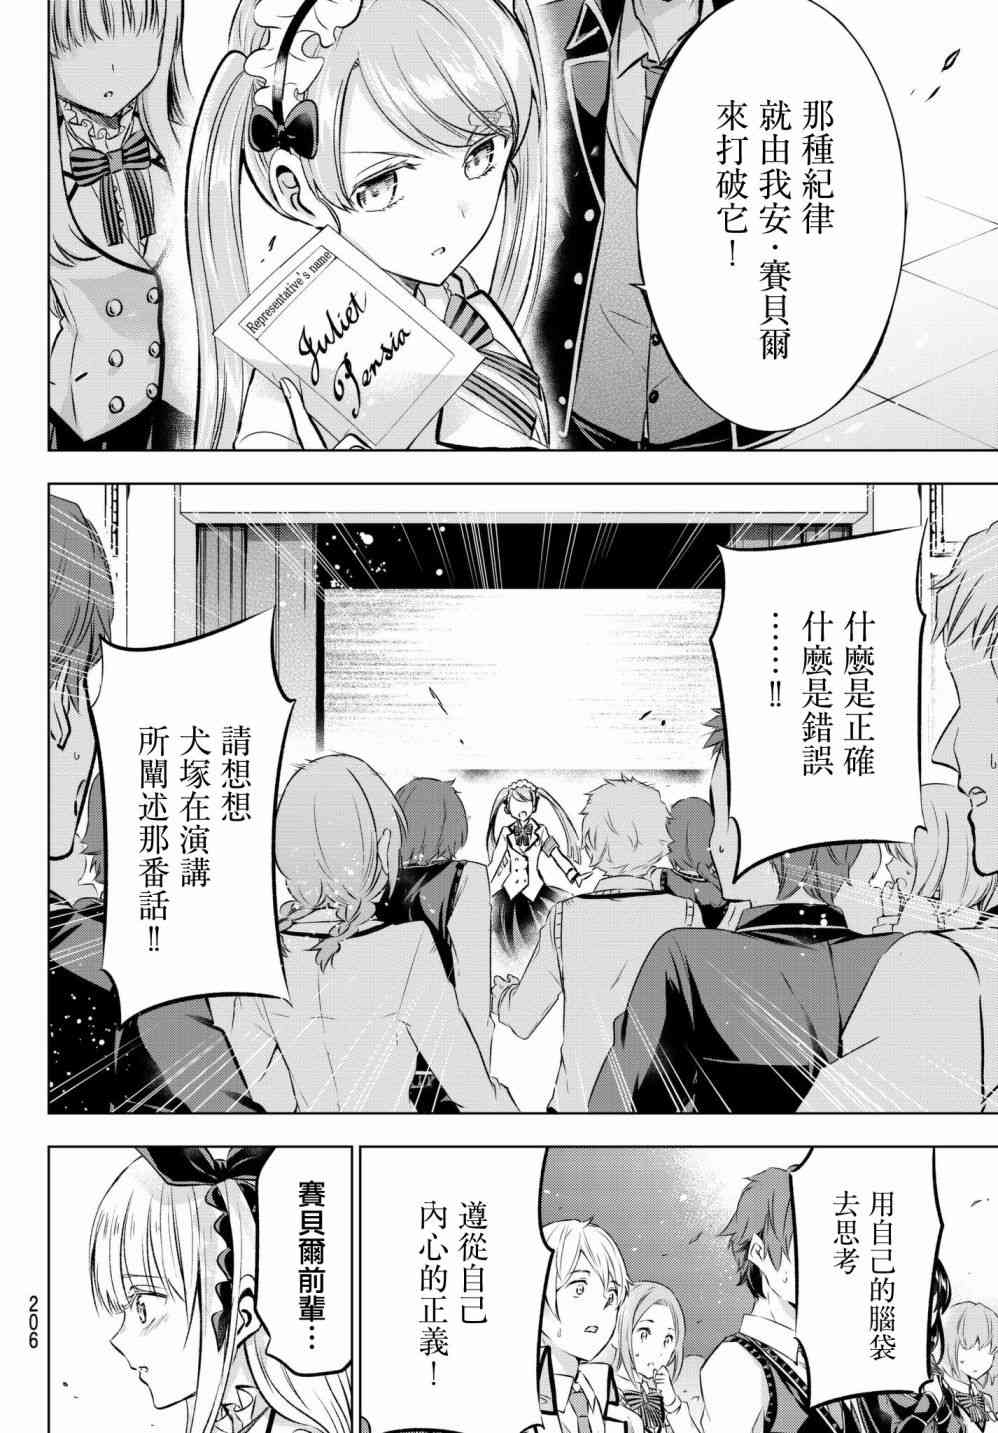 那種紀律
就由我安·賽貝爾
來打破它！
Representative's name
Juliet
Persia
什麼是正確
什麼是錯誤
……!!
請想想
犬塚在演講
所闡述那番話!!
用自己的腦袋
去思考
遵從自己
內心的正義！
賽貝爾前輩…
206